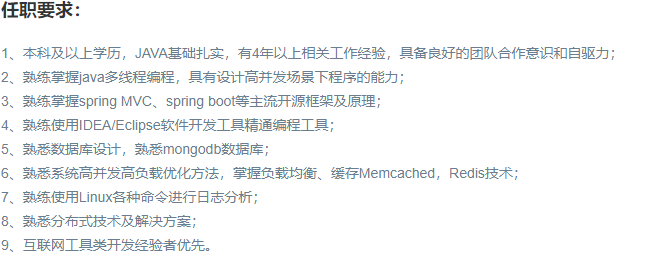 任职要求：
1、本科及以上学历，JAVA基础扎实，有4年以上相关工作经验，具备良好的团队合作意识和自驱力；
2、熟练掌握java多线程编程，具有设计高并发场景下程序的能力；
3、熟练掌握spring MVC、spring boot等主流开源框架及原理；
4、熟练使用IDEA/Eclipse软件开发工具精通编程工具；
5、熟悉数据库设计，熟悉mongodb数据库；
6、熟悉系统高并发高负载优化方法，掌握负载均衡、缓存Memcached，Redis技术；
7、熟练使用Linux各种命令进行日志分析；
8、熟悉分布式技术及解决方案；
9、互联网工具类开发经验者优先。